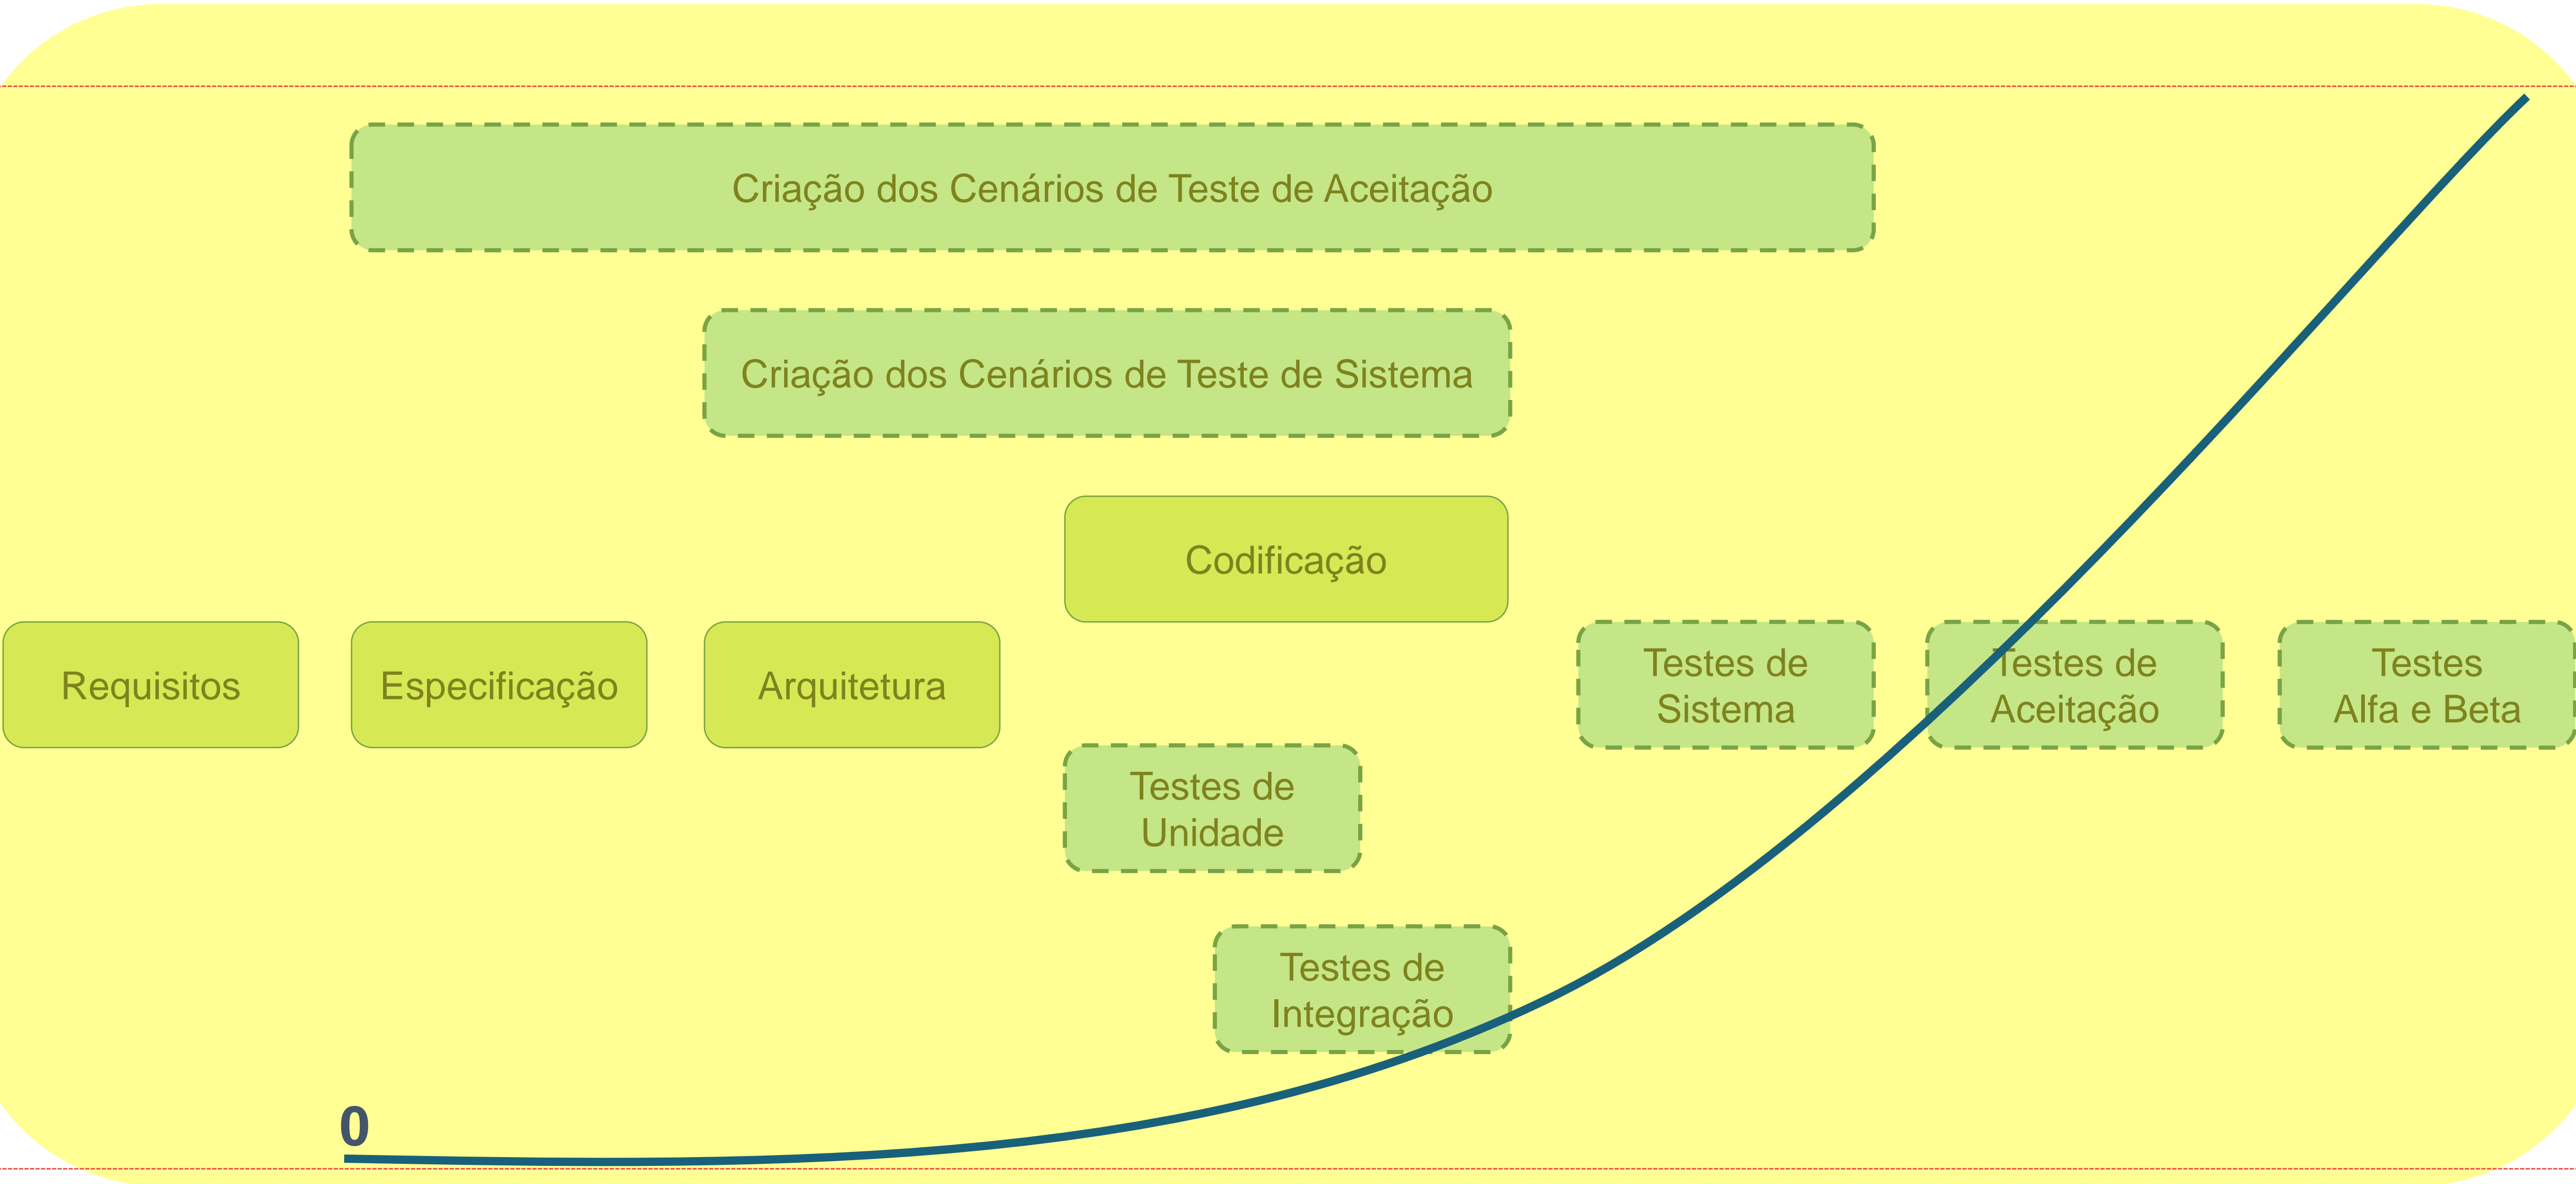 Criação dos Cenários de Teste de Aceitação
Criação dos Cenários de Teste de Sistema
Codificação
Requisitos
Especificação
Arquitetura
Testes de
Sistema
Testes de
Aceitação
Testes
Alfa e Beta
Testes de
Unidade
Testes de
Integração
0